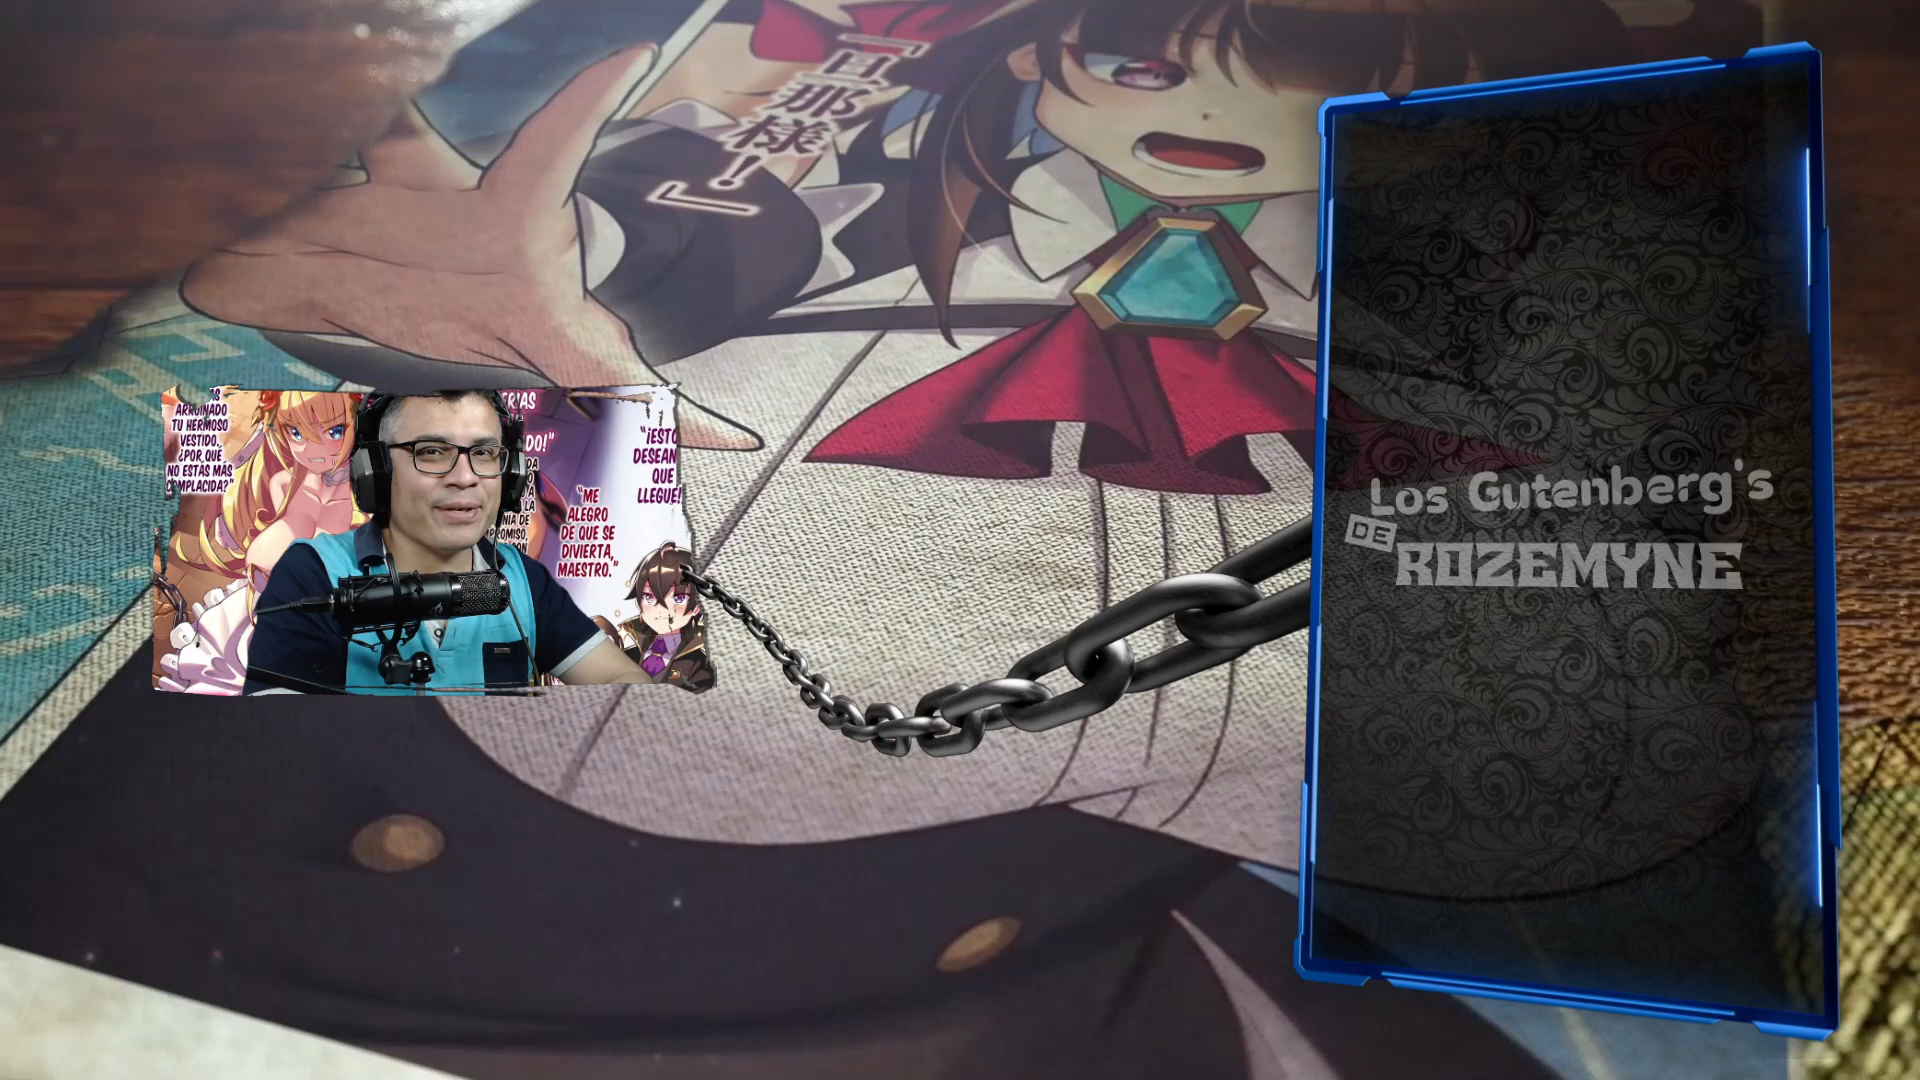 『旦那様！』
ARRUINADO
TU HERMOSO
VESTIDO,
¿POR QUÉ
NO ESTÁS MÁS
COMPLACIDA?"
"ME
ALEGRO
DE QUE SE
DIVIERTA,
MAESTRO."
"¡ESTO
DESEAN
QUE
LLEGUE!
Los Gutenberg's
DE
ROZEMYNE